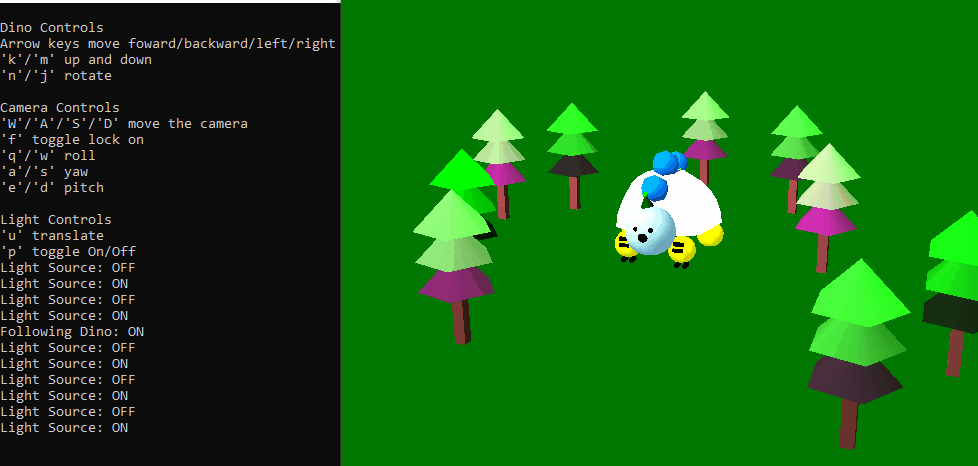 Dino Controls
Arrow keys move foward/backward/left/right
'k'/'m' up and down
'n'/'j' rotate
Camera Controls
'W'/'A'/'S'/'D' move the camera
'f' toggle lock on
'q'/'w' roll
'a'/'s' yaw
'e'/'d' pitch
Light Controls
'u' translate
'p' toggle On/Off
Light Source: OFF
Light Source: ON
Light Source: OFF
Light Source: ON
Following Dino: ON
Light Source: OFF
Light Source: ON
Light Source: OFF
Light Source: ON
Light Source: OFF
Light Source: ON